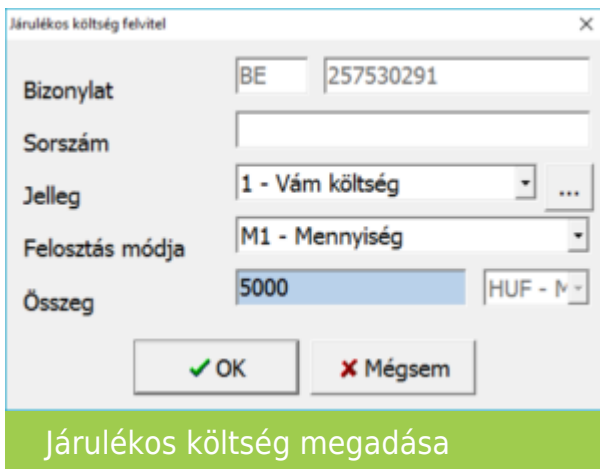 Járulékos költség felvitel
Bizonylat BE 257530291
Sorszám
Jelleg 1 - Vám költség ...
Felosztás módja M1 - Mennyiség
Összeg 5000 HUF - M
OK Mégsem
Járulékos költség megadása